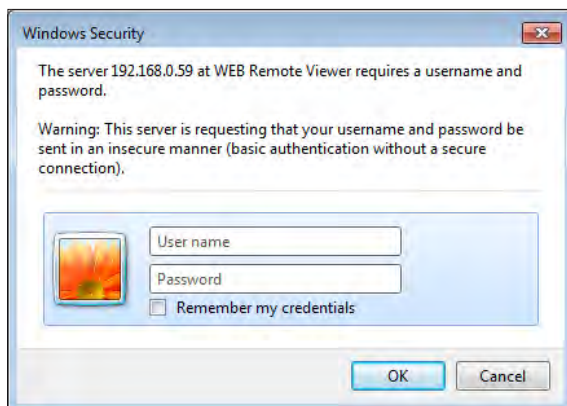 Windows Security
The server 192.168.0.59 at WEB Remote Viewer requires a username and
password.
Warning: This server is requesting that your username and password be
sent in an insecure manner (basic authentication without a secure
connection).
User name
Password
Remember my credentials
OK
Cancel